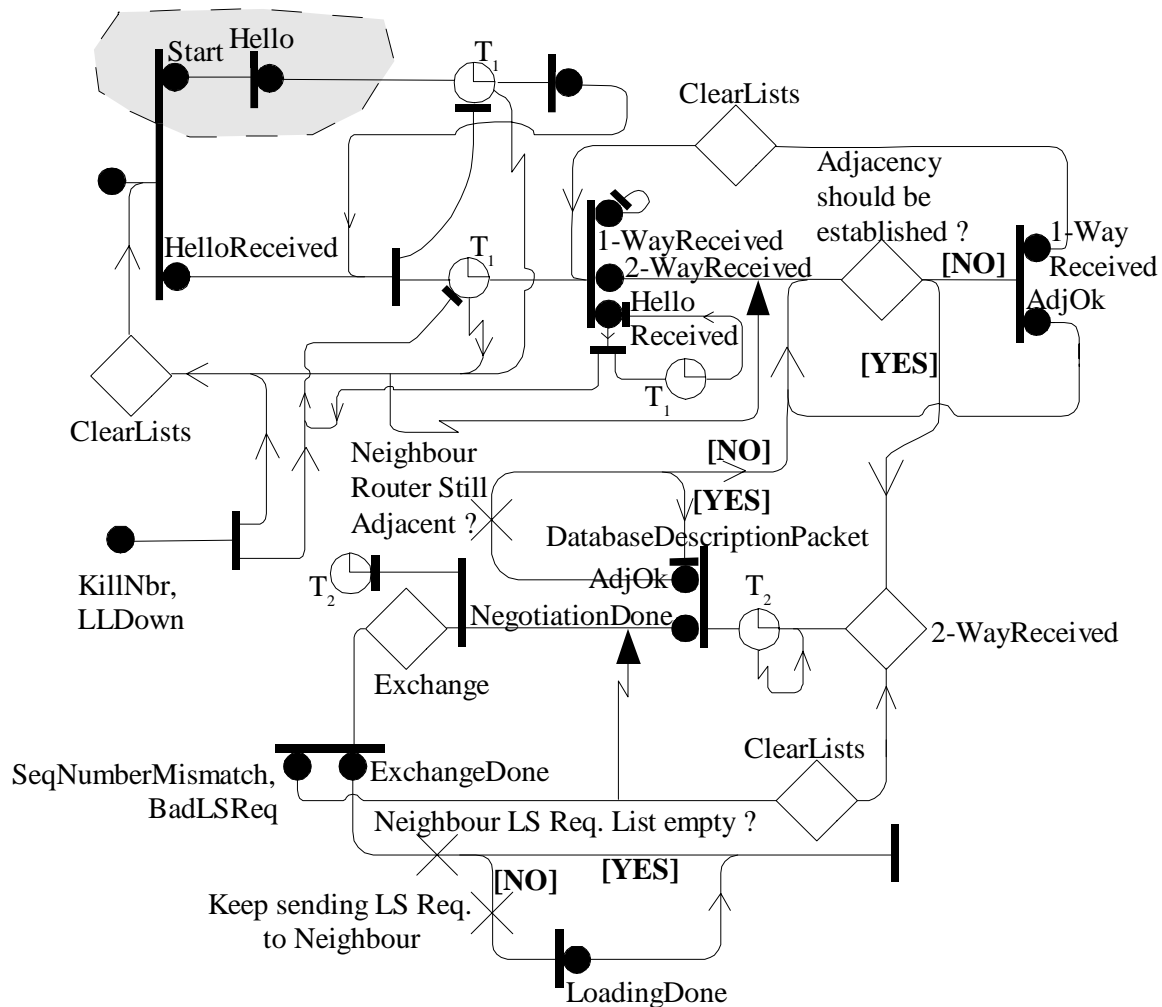 Start
Hello
T1
ClearLists
Adjacency
should be
established ?
HelloReceived
T1
1-WayReceived
2-WayReceived
Hello
Received
[NO]
1-Way
Received
AdjOk
[YES]
T1
ClearLists
Neighbour
Router Still
Adjacent ?
[NO]
[YES]
DatabaseDescriptionPacket
KillNbr,
LLDown
T2
AdjOk
NegotiationDone
T2
2-WayReceived
Exchange
ClearLists
SeqNumberMismatch,
BadLSReq
ExchangeDone
Neighbour LS Req. List empty ?
[NO]
[YES]
Keep sending LS Req.
to Neighbour
LoadingDone